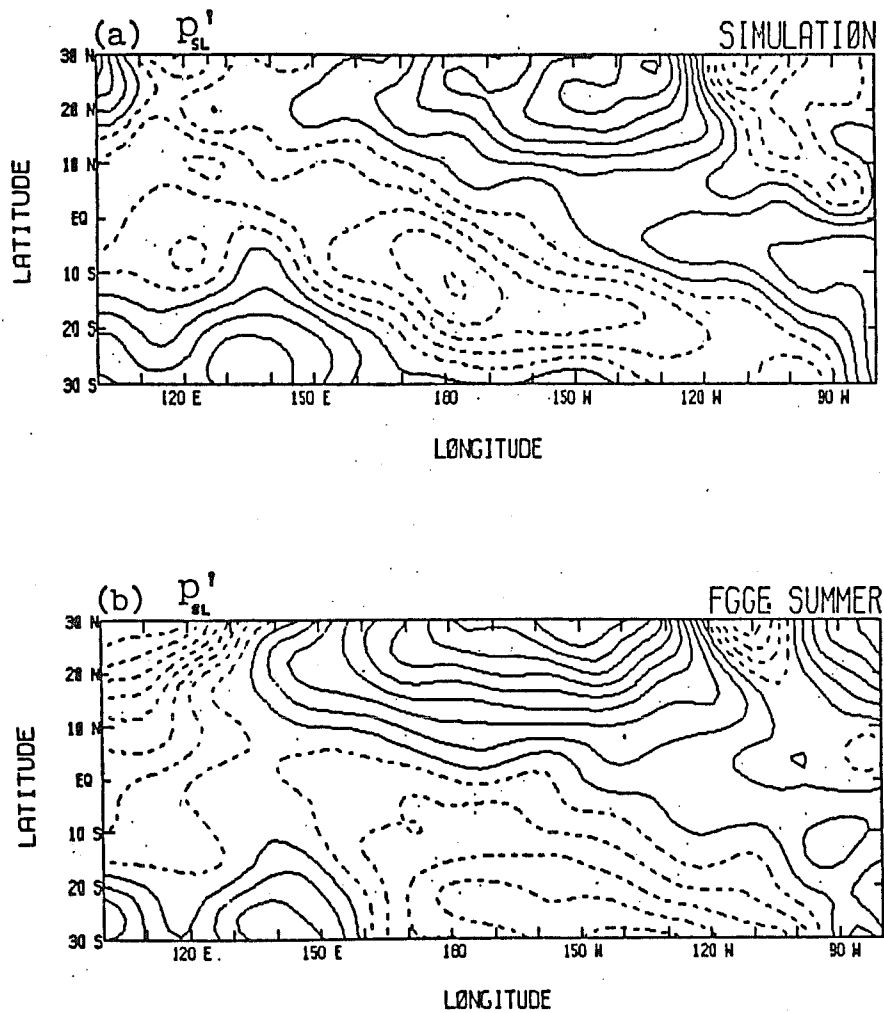 (a) P'SL SIMULATIØN
30 N
20 N
10 N
EQ
10 S
20 S
30 S
LATITUDE
120 E 150 E 180 150 W 120 W 90 W
LØNGITUDE
(b) P'SL FGGE SUMMER
30 N
20 N
10 N
EQ
10 S
20 S
30 S
LATITUDE
120 E. 150 E 180 150 W 120 W 90 W
LØNGITUDE